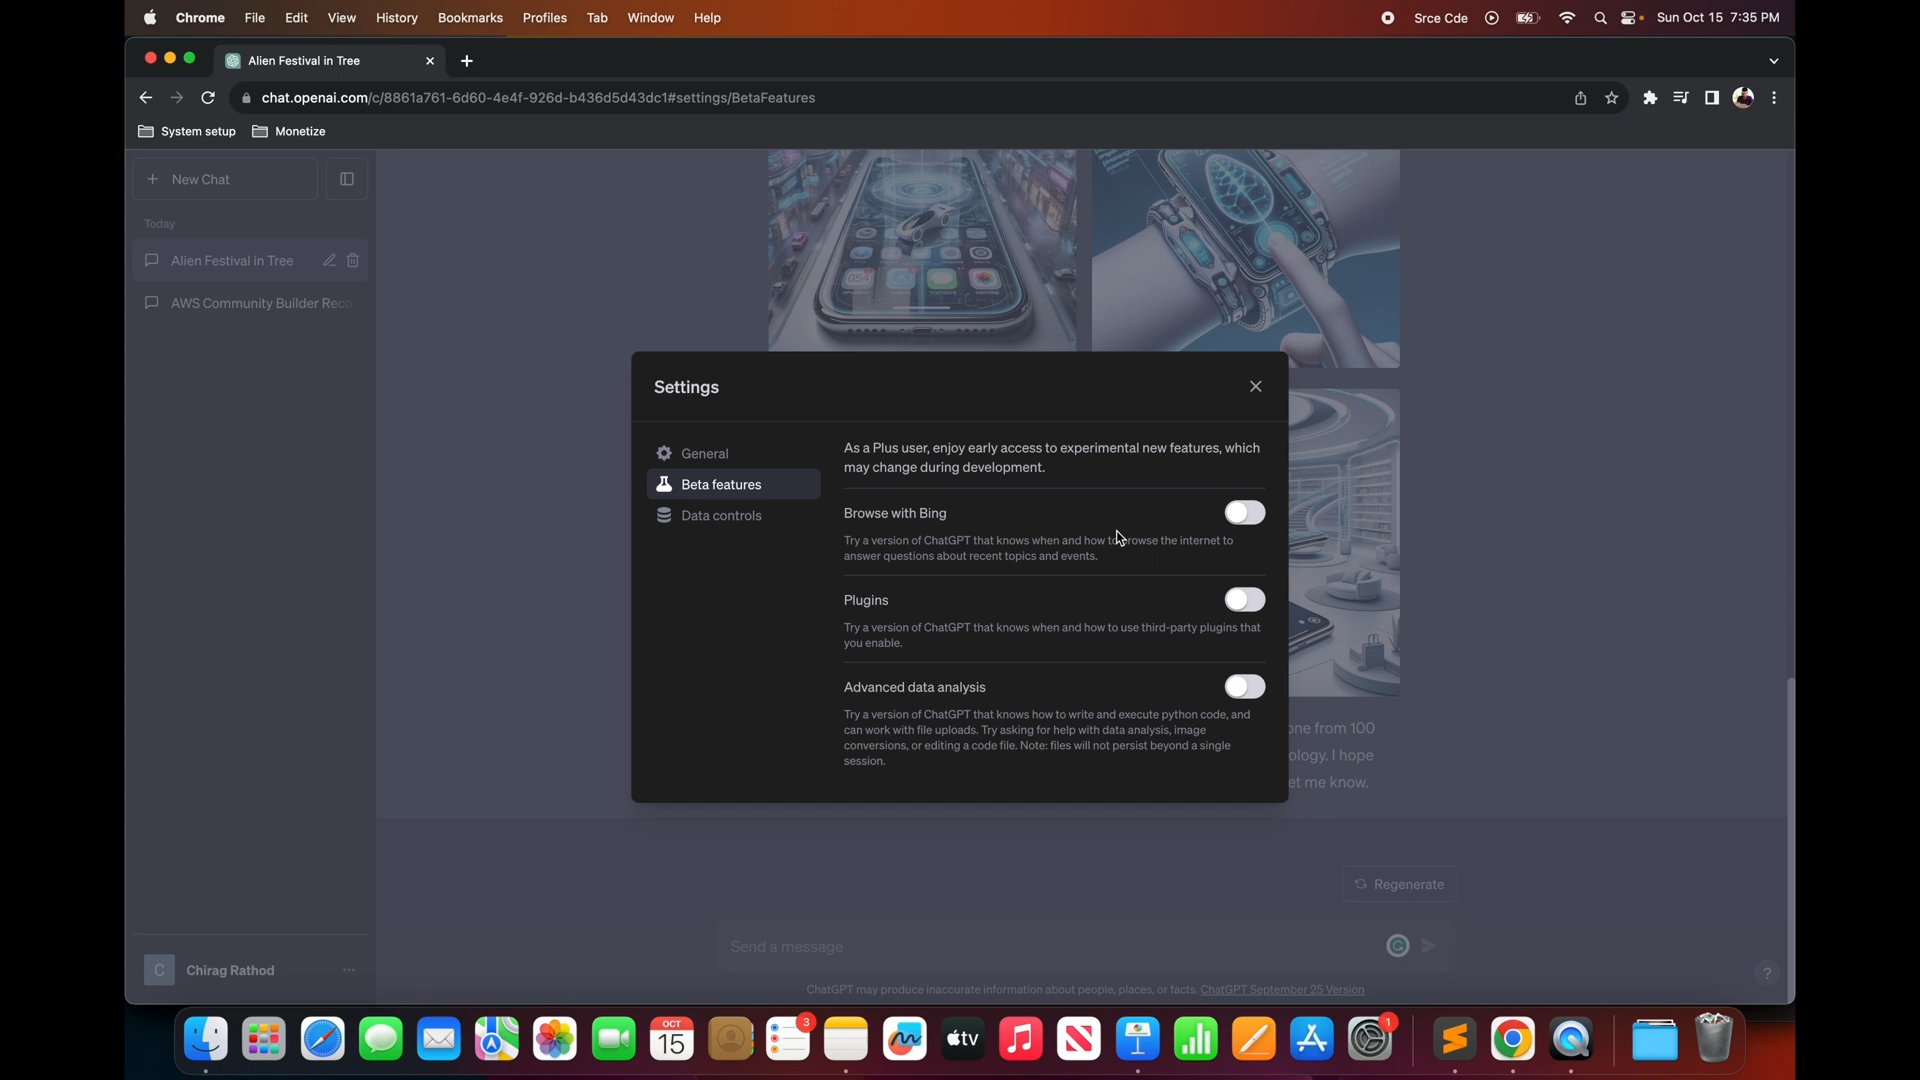 Chrome File Edit View History Bookmarks Profiles Tab Window Help Srce Cde Sun Oct 15 7:35 PM
Alien Festival in Tree
chat.openai.com/c/8861a761-6d60-4e4f-926d-b436d5d43dc1#settings/BetaFeatures
System setup Monetize
+ New Chat
Today
Alien Festival in Tree
AWS Community Builder Reco
Settings
General
Beta features
Data controls
As a Plus user, enjoy early access to experimental new features, which
may change during development.
Browse with Bing
Try a version of ChatGPT that knows when and how to browse the internet to
answer questions about recent topics and events.
Plugins
Try a version of ChatGPT that knows when and how to use third-party plugins that
you enable.
Advanced data analysis
Try a version of ChatGPT that knows how to write and execute python code, and
can work with file uploads. Try asking for help with data analysis, image
conversions, or editing a code file. Note: files will not persist beyond a single
session.
one from 100
ology. I hope
et me know.
Regenerate
Send a message
C Chirag Rathod
?
ChatGPT may produce inaccurate information about people, places, or facts. ChatGPT September 25 Version
OCT
15
3
tv
1